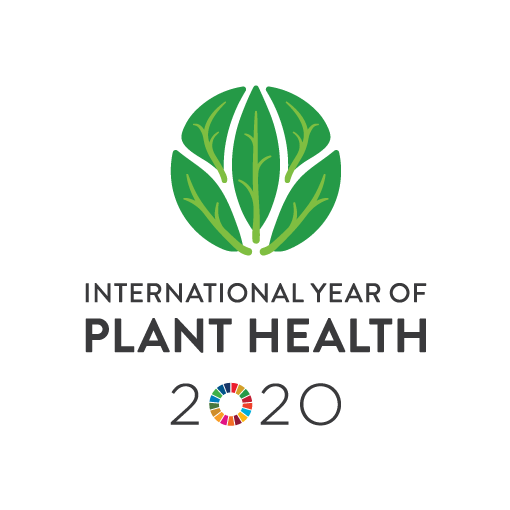 INTERNATIONAL YEAR OF
PLANT HEALTH
2020